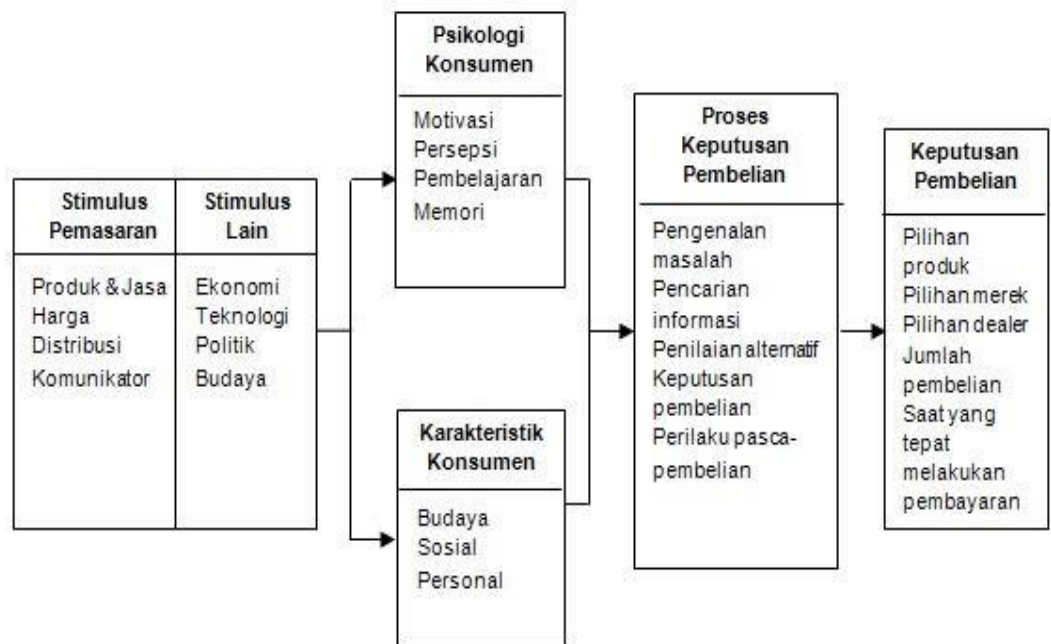 Stimulus
Pemasaran
Produk & Jasa
Harga
Distribusi
Komunikator
Stimulus
Lain
Ekonomi
Teknologi
Politik
Budaya
Psikologi
Konsumen
Motivasi
Persepsi
Pembelajaran
Memori
Karakteristik
Konsumen
Budaya
Sosial
Personal
Proses
Keputusan
Pembelian
Pengenalan
masalah
Pencarian
informasi
Penilaian alternatif
Keputusan
pembelian
Perilaku pasca-
pembelian
Keputusan
Pembelian
Pilihan
produk
Pilihan merek
Pilihan dealer
Jumlah
pembelian
Saat yang
tepat
melakukan
pembayaran